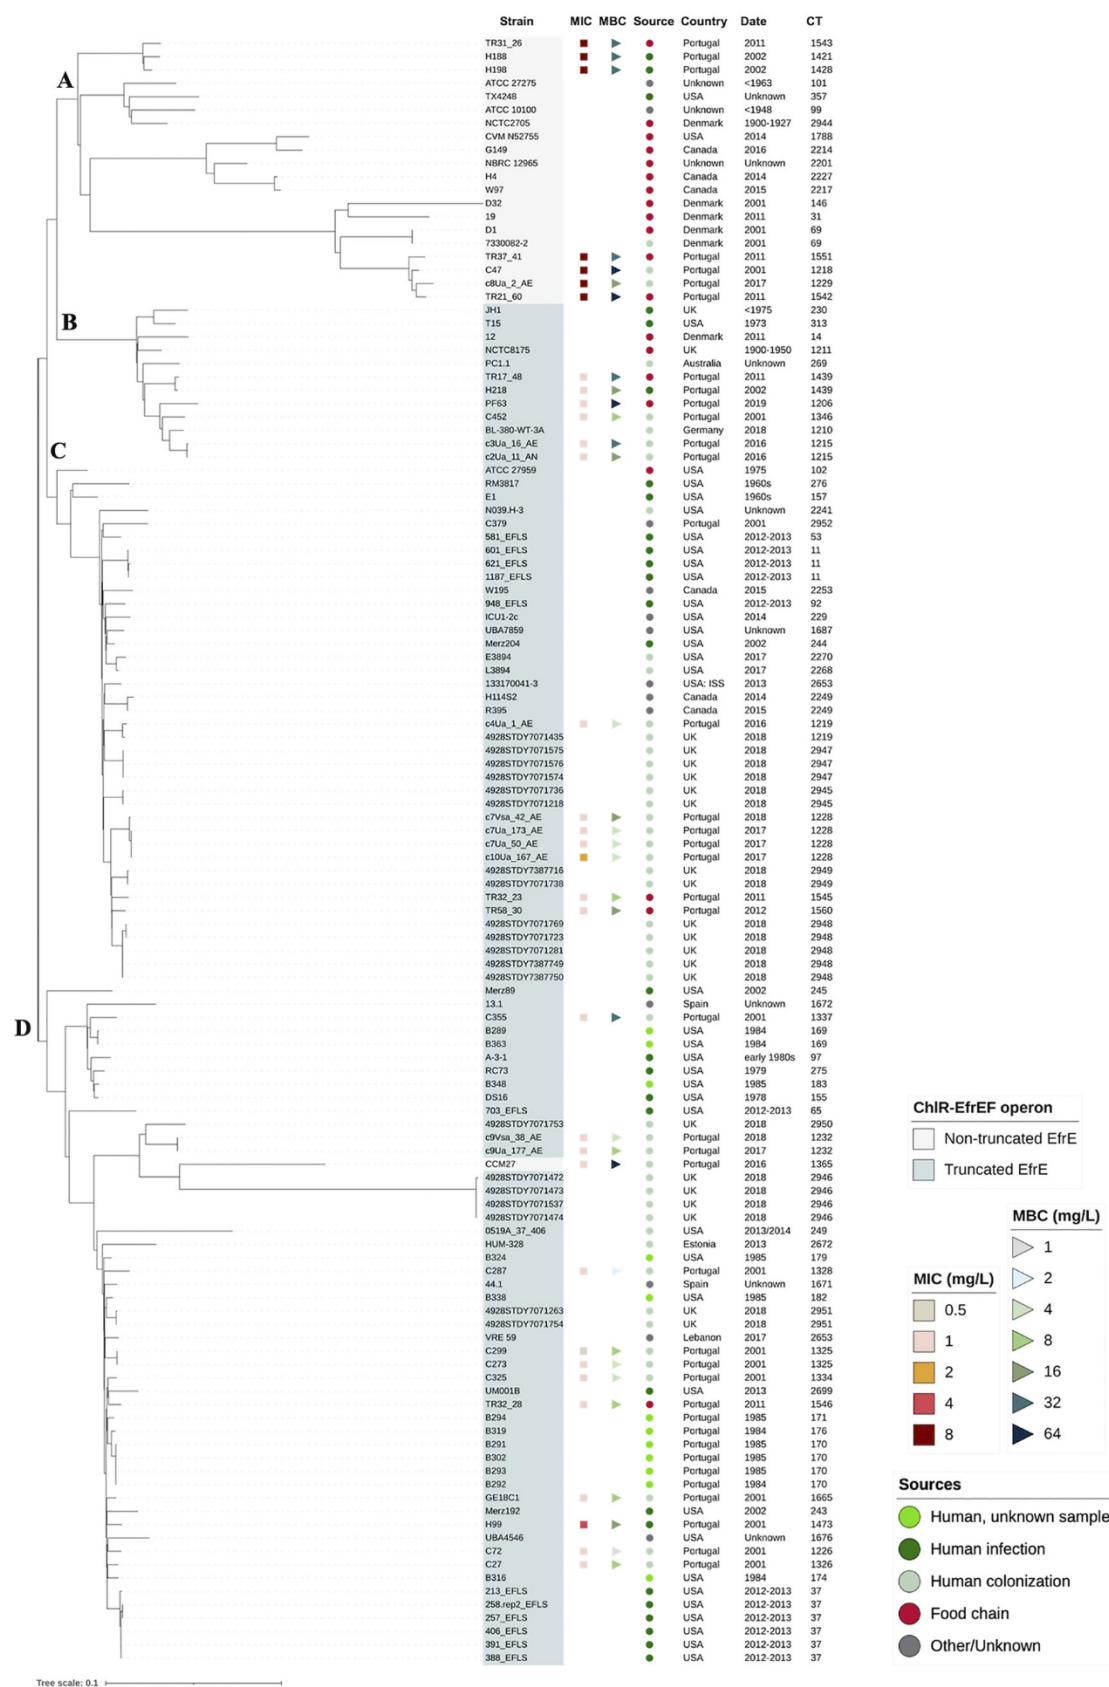 Strain MIC MBC Source Country Date CT
TR31_26 Portugal 2011 1543
H188 Portugal 2002 1421
H198 Portugal 2002 1428
A
ATCC 27275 Unknown <1963 101
TX4248 USA Unknown 357
ATCC 10100 Unknown <1948 99
NCTC2705 Denmark 1900-1927 2944
CVM N52755 USA 2014 1788
G149 Canada 2016 2214
NBRC 12965 Unknown Unknown 2201
H4 Canada 2014 2227
W97 Canada 2015 2217
D32 Denmark 2001 146
19 Denmark 2011 31
D1 Denmark 2001 69
7330082-2 Denmark 2001 69
TR37_41 Portugal 2011 1551
C47 Portugal 2001 1218
c8Ua_2_AE Portugal 2017 1229
TR21_60 Portugal 2011 1542
JH1 UK <1975 230
B
T15 USA 1973 313
12 Denmark 2011 14
NCTC8175 UK 1900-1950 1211
PC1.1 Australia Unknown 269
TR17_48 Portugal 2011 1439
H218 Portugal 2002 1439
PF63 Portugal 2019 1206
C452 Portugal 2001 1346
BL-380-WT-3A Germany 2018 1210
c3Ua_16_AE Portugal 2016 1215
C
c2Ua_11_AN Portugal 2016 1215
ATCC 27959 USA 1975 102
RM3817 USA 1960s 276
E1 USA 1960s 157
N039.H-3 USA Unknown 2241
C379 Portugal 2001 2952
581_EFLS USA 2012-2013 53
601_EFLS USA 2012-2013 11
621_EFLS USA 2012-2013 11
1187_EFLS USA 2012-2013 11
W195 Canada 2015 2253
948_EFLS USA 2012-2013 92
ICU1-2c USA 2014 229
UBA7859 USA Unknown 1687
Merz204 USA 2002 244
E3894 USA 2017 2270
L3894 USA 2017 2268
133170041-3 USA: ISS 2013 2653
H114S2 Canada 2014 2249
R395 Canada 2015 2249
c4Ua_1_AE Portugal 2016 1219
4928STDY7071435 UK 2018 1219
4928STDY7071575 UK 2018 2947
4928STDY7071576 UK 2018 2947
4928STDY7071574 UK 2018 2947
4928STDY7071736 UK 2018 2945
4928STDY7071218 UK 2018 2945
c7Vsa_42_AE Portugal 2018 1228
c7Ua_173_AE Portugal 2017 1228
c7Ua_50_AE Portugal 2017 1228
c10Ua_167_AE Portugal 2017 1228
4928STDY7387716 UK 2018 2949
4928STDY7071738 UK 2018 2949
TR32_23 Portugal 2011 1545
TR58_30 Portugal 2012 1560
4928STDY7071769 UK 2018 2948
4928STDY7071723 UK 2018 2948
4928STDY7071281 UK 2018 2948
4928STDY7387749 UK 2018 2948
4928STDY7387750 UK 2018 2948
Merz89 USA 2002 245
13.1 Spain Unknown 1672
C355 Portugal 2001 1337
D
B289 USA 1984 169
B363 USA 1984 169
A-3-1 USA early 1980s 97
RC73 USA 1979 275
B348 USA 1985 183
DS16 USA 1978 155
703_EFLS USA 2012-2013 65
4928STDY7071753 UK 2018 2950
c9Vsa_38_AE Portugal 2018 1232
c9Ua_177_AE Portugal 2017 1232
CCM27 Portugal 2016 1365
4928STDY7071472 UK 2018 2946
4928STDY7071473 UK 2018 2946
4928STDY7071537 UK 2018 2946
4928STDY7071474 UK 2018 2946
0519A_37_406 USA 2013/2014 249
HUM-328 Estonia 2013 2672
B324 USA 1985 179
C287 Portugal 2001 1328
44.1 Spain Unknown 1671
B338 USA 1985 182
4928STDY7071263 UK 2018 2951
4928STDY7071754 UK 2018 2951
VRE 59 Lebanon 2017 2653
C299 Portugal 2001 1325
C273 Portugal 2001 1325
C325 Portugal 2001 1334
UM001B USA 2013 2699
TR32_28 Portugal 2011 1546
B294 Portugal 1985 171
B319 Portugal 1984 176
B291 Portugal 1985 170
B302 Portugal 1985 170
B293 Portugal 1985 170
B292 Portugal 1984 170
GE18C1 Portugal 2001 1665
Merz192 USA 2002 243
H99 Portugal 2001 1473
UBA4546 USA Unknown 1676
C72 Portugal 2001 1226
C27 Portugal 2001 1326
B316 USA 1984 174
213_EFLS USA 2012-2013 37
258.rep2_EFLS USA 2012-2013 37
257_EFLS USA 2012-2013 37
406_EFLS USA 2012-2013 37
391_EFLS USA 2012-2013 37
388_EFLS USA 2012-2013 37
Tree scale: 0.1
ChlR-EfrEF operon
Non-truncated EfrE
Truncated EfrE
MIC (mg/L)
0.5
1
2
4
8
MBC (mg/L)
1
2
4
8
16
32
64
Sources
Human, unknown sample
Human infection
Human colonization
Food chain
Other/Unknown